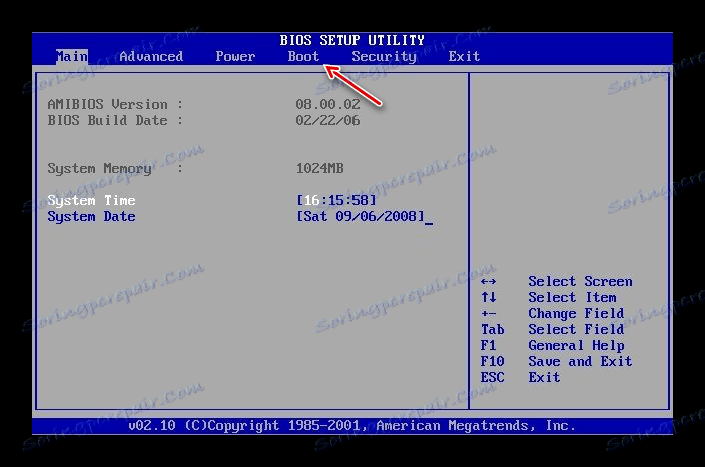 BIOS SETUP UTILITY
Main Advanced Power Boot Security Exit
AMIBIOS Version : 08.00.02
BIOS Build Date : 02/22/06
System Memory : 1024MB
System Time [16:15:58]
System Date [Sat 09/06/2008]
↔ Select Screen
↑↓ Select Item
+- Change Field
Tab Select Field
F1 General Help
F10 Save and Exit
ESC Exit
v02.10 (C)Copyright 1985-2001, American Megatrends, Inc.